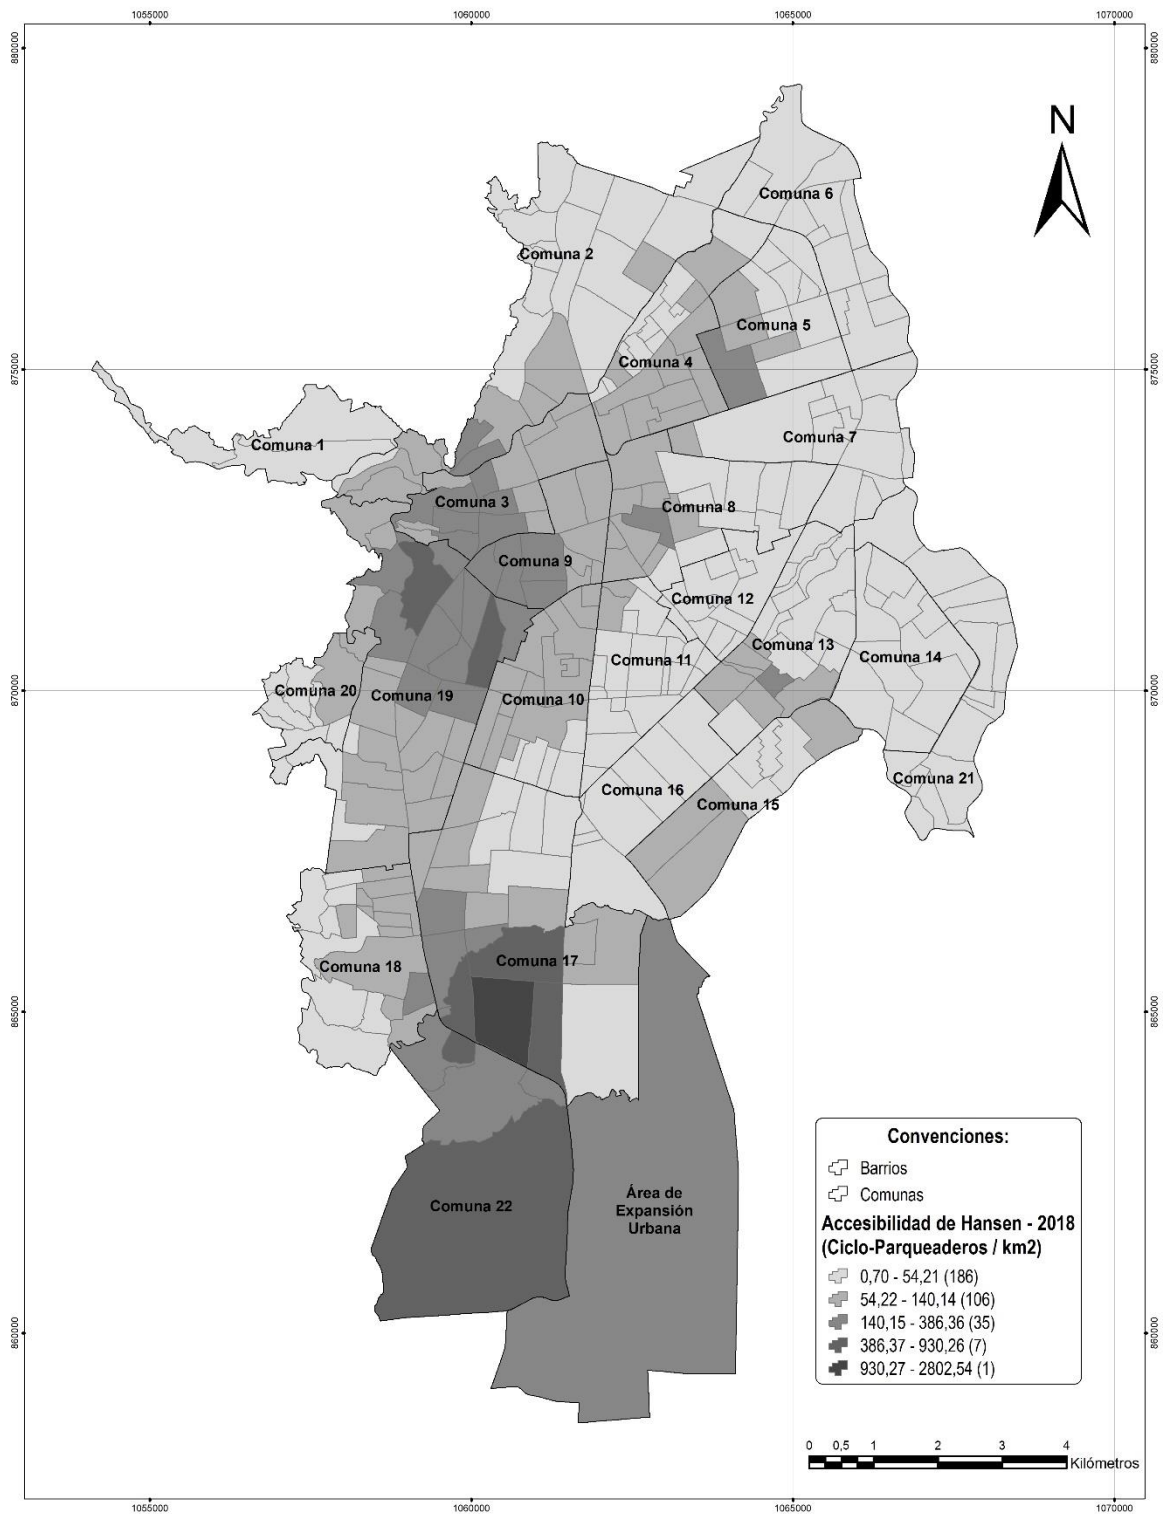 1055000
1060000
1065000
1070000
880000
880000
N
Comuna 6
Comuna 2
Comuna 5
Comuna 4
875000
875000
Comuna 7
Comuna 1
Comuna 3
Comuna 8
Comuna 9
Comuna 12
Comuna 13
Comuna 11
Comuna 14
870000
870000
Comuna 20
Comuna 19
Comuna 10
Comuna 21
Comuna 16
Comuna 15
Comuna 17
Comuna 18
865000
865000
Convenciones:
Barrios
Comunas
Accesibilidad de Hansen - 2018
(Ciclo-Parqueaderos / km2)
0,70 - 54,21 (186)
54,22 - 140,14 (106)
140,15 - 386,36 (35)
386,37 - 930,26 (7)
930,27 - 2802,54 (1)
Área de
Expansión
Urbana
Comuna 22
860000
860000
0 0,5 1 2 3 4
Kilómetros
1055000
1060000
1065000
1070000